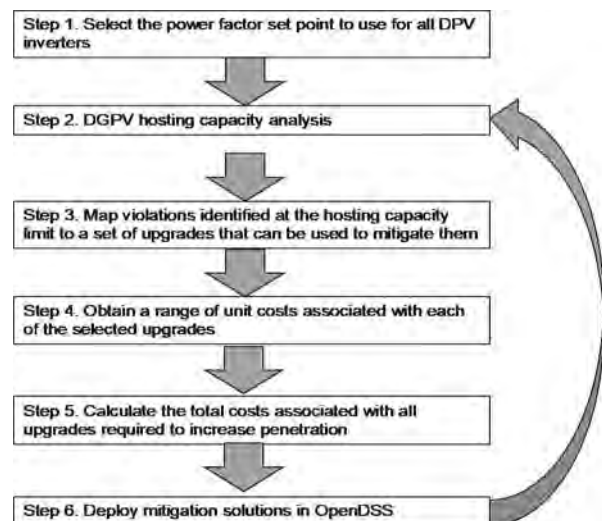 Step 1. Select the power factor set point to use for all DPV
inverters
Step 2. DGPV hosting capacity analysis
Step 3. Map violations identified at the hosting capacity
limit to a set of upgrades that can be used to mitigate them
Step 4. Obtain a range of unit costs associated with each
of the selected upgrades
Step 5. Calculate the total costs associated with all
upgrades required to increase penetration
Step 6. Deploy mitigation solutions in OpenDSS